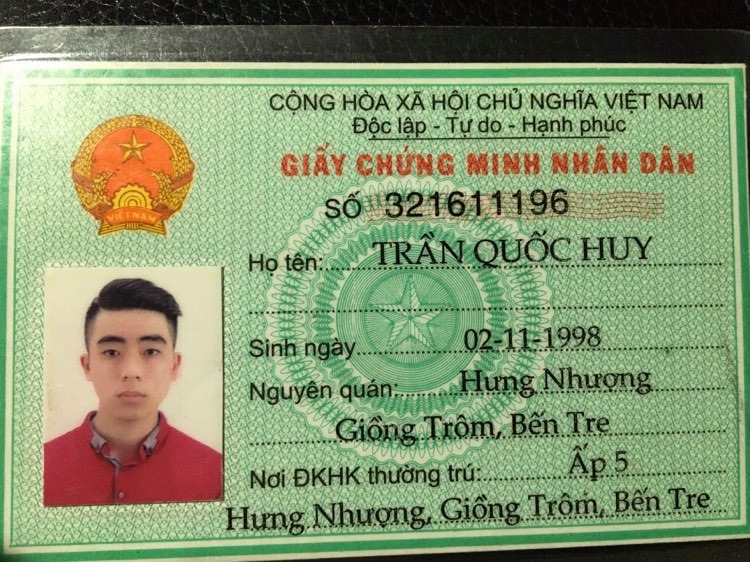 CỘNG HÒA XÃ HỘI CHỦ NGHĨA VIỆT NAM
Độc lập - Tự do - Hạnh phúc
GIẤY CHỨNG MINH NHÂN DÂN
SỐ 321611196
VIỆT NAM
Họ tên: TRẦN QUỐC HUY
Sinh ngày 02-11-1998
Nguyên quán: Hưng Nhượng
Giồng Trôm, Bến Tre
Nơi ĐKHK thường trú: Ấp 5
Hưng Nhượng, Giồng Trôm, Bến Tre